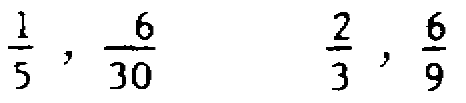 1/5 , 6/30 2/3 , 6/9